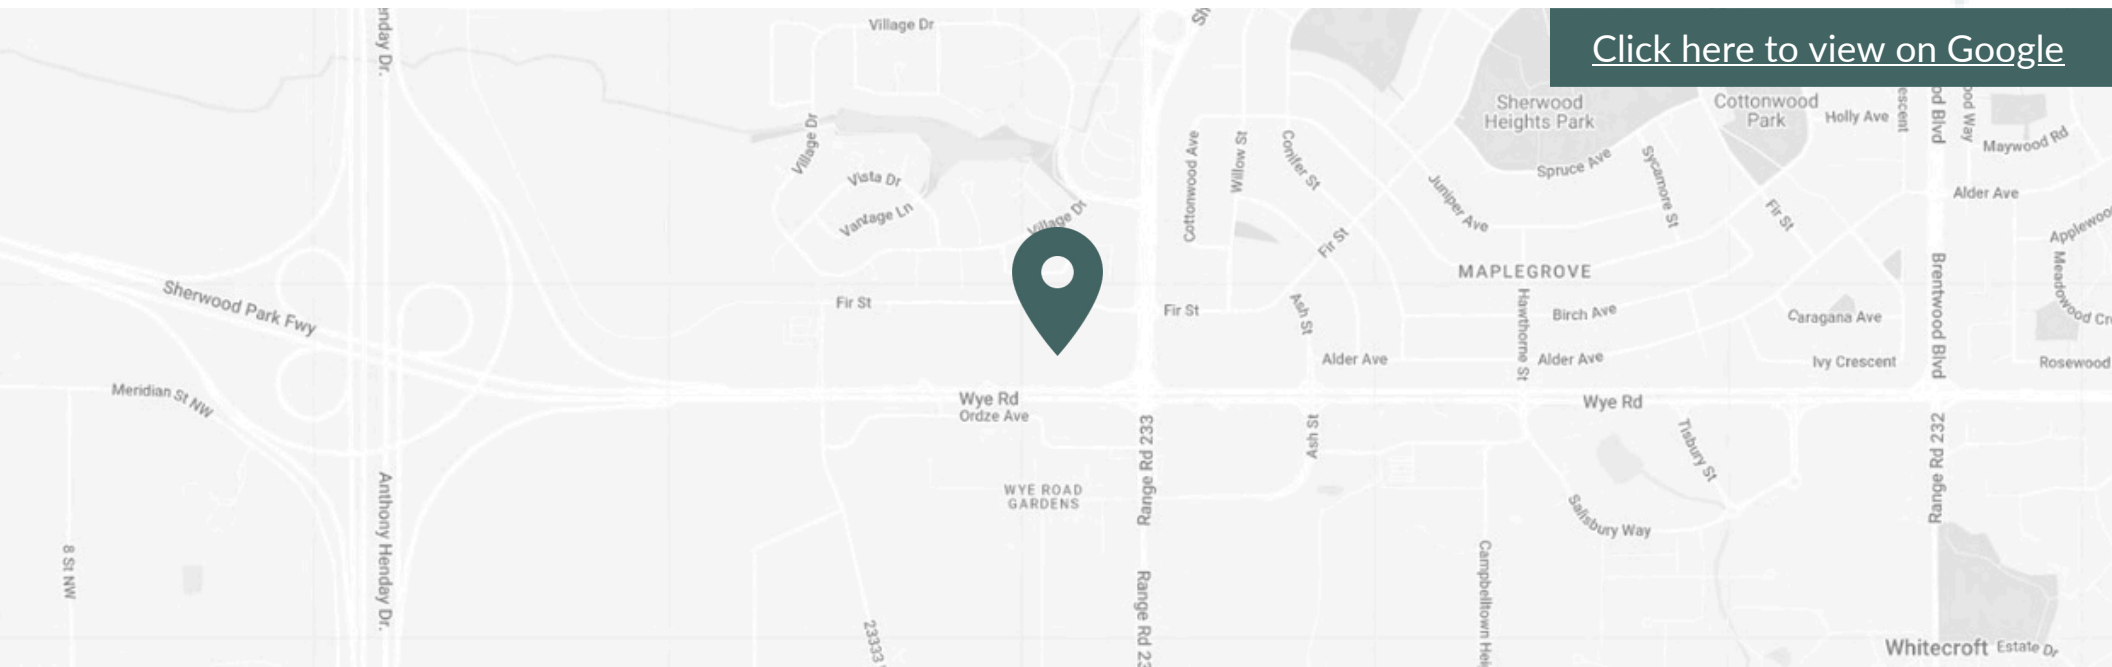 Click here to view on Google
Village Dr
Sherwood
Heights Park
Cottonwood
Park
Holly Ave
Maywood Rd
Village Dr
Cottonwood Ave
Willow St
Conifer St
Spruce Ave
Sycamore St
Vista Dr
Vantage Ln
Village Dr
Juniper Ave
Fir St
Fir St
Alder Ave
MAPLEGROVE
Brentwood Blvd
Sherwood Park Fwy
Fir St
Fir St
Ash St
Hawthorne St
Birch Ave
Caragana Ave
Alder Ave
Alder Ave
Ivy Crescent
Rosewood
Meridian St NW
Wye Rd
Ordze Ave
Wye Rd
Range Rd 233
Ash St
Tisbury St
Range Rd 232
Anthony Henday Dr.
WYE ROAD
GARDENS
Salisbury Way
8 St NW
Range Rd 23
23333
Whitecroft
Estate Dr